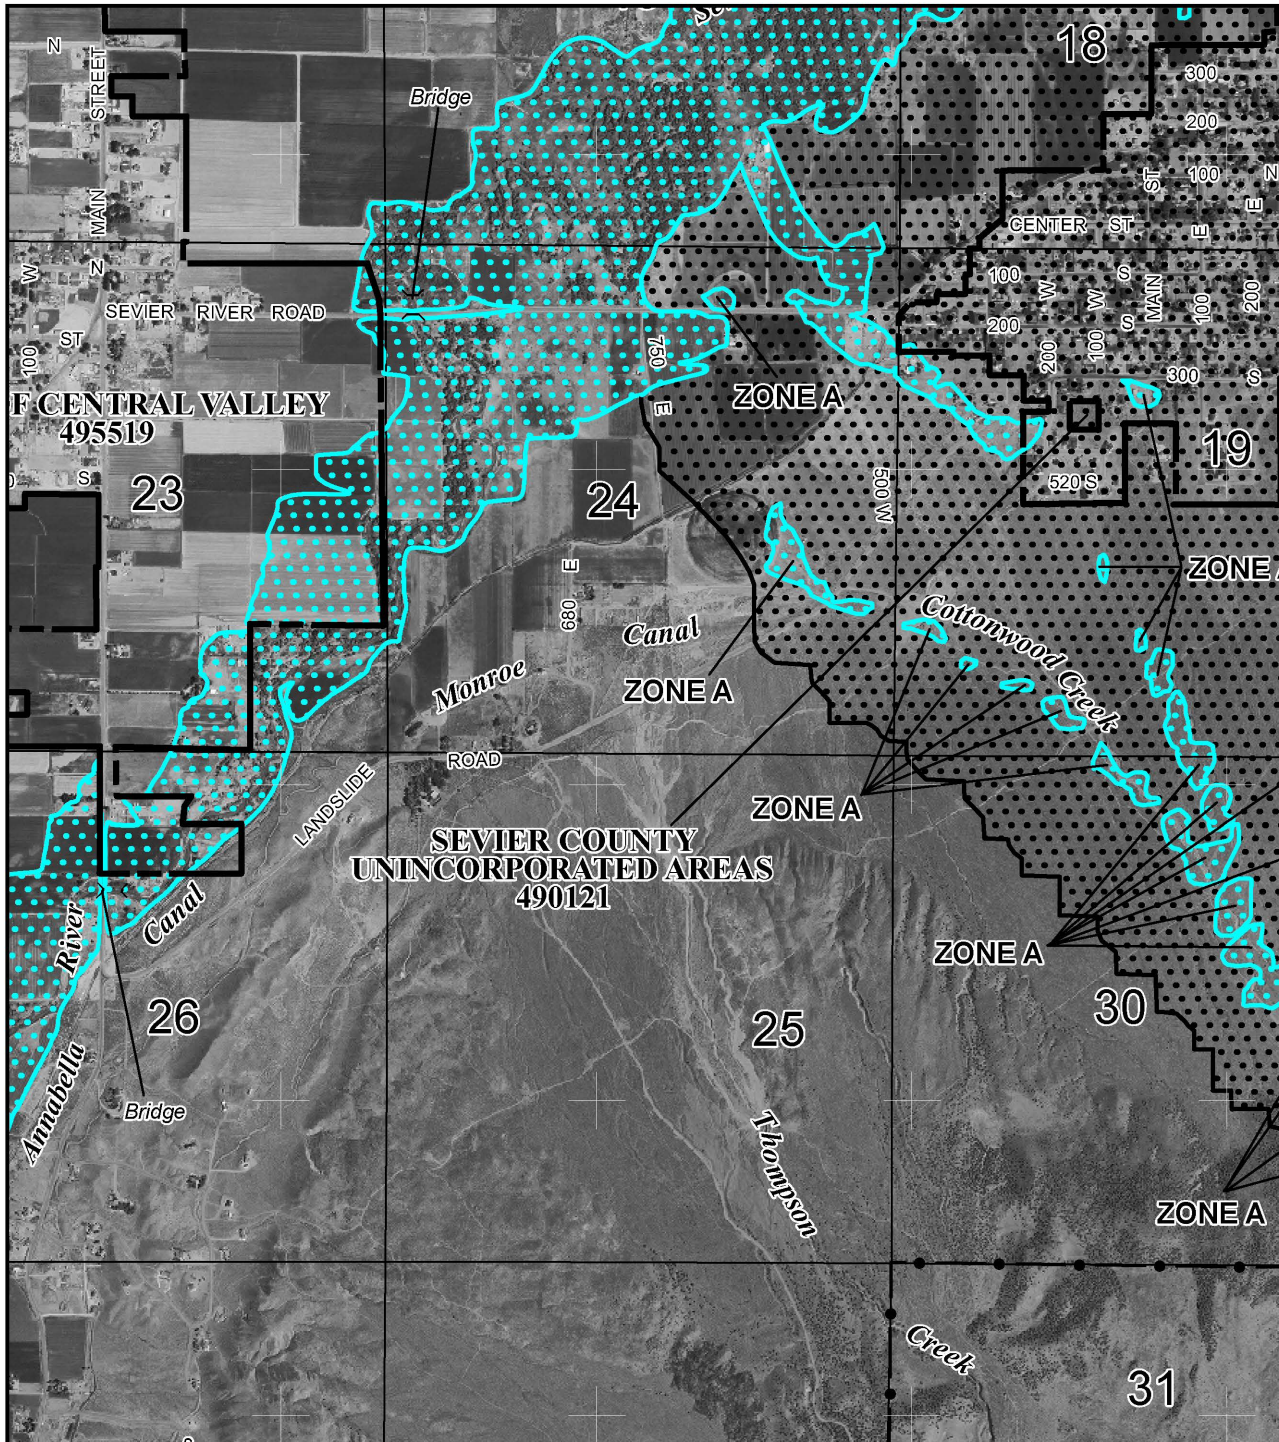 18
N
STREET
Bridge
300
200
MAIN
ST
100
N
E
CENTER ST
E
W
N
SEVIER RIVER ROAD
100
S
W
W
MAIN
100
200
ST
200
S
100
750
200
100
300
S
E
ZONE A
F CENTRAL VALLEY
495519
S
23
24
500 W
520 S
19
E
680
ZONE
Cottonwood Creek
Canal
Monroe
ZONE A
ROAD
LANDSLIDE
ZONE A
SEVIER COUNTY
UNINCORPORATED AREAS
490121
River
Canal
ZONE A
26
25
30
Annabella
Bridge
Thompson
ZONE A
Creek
31